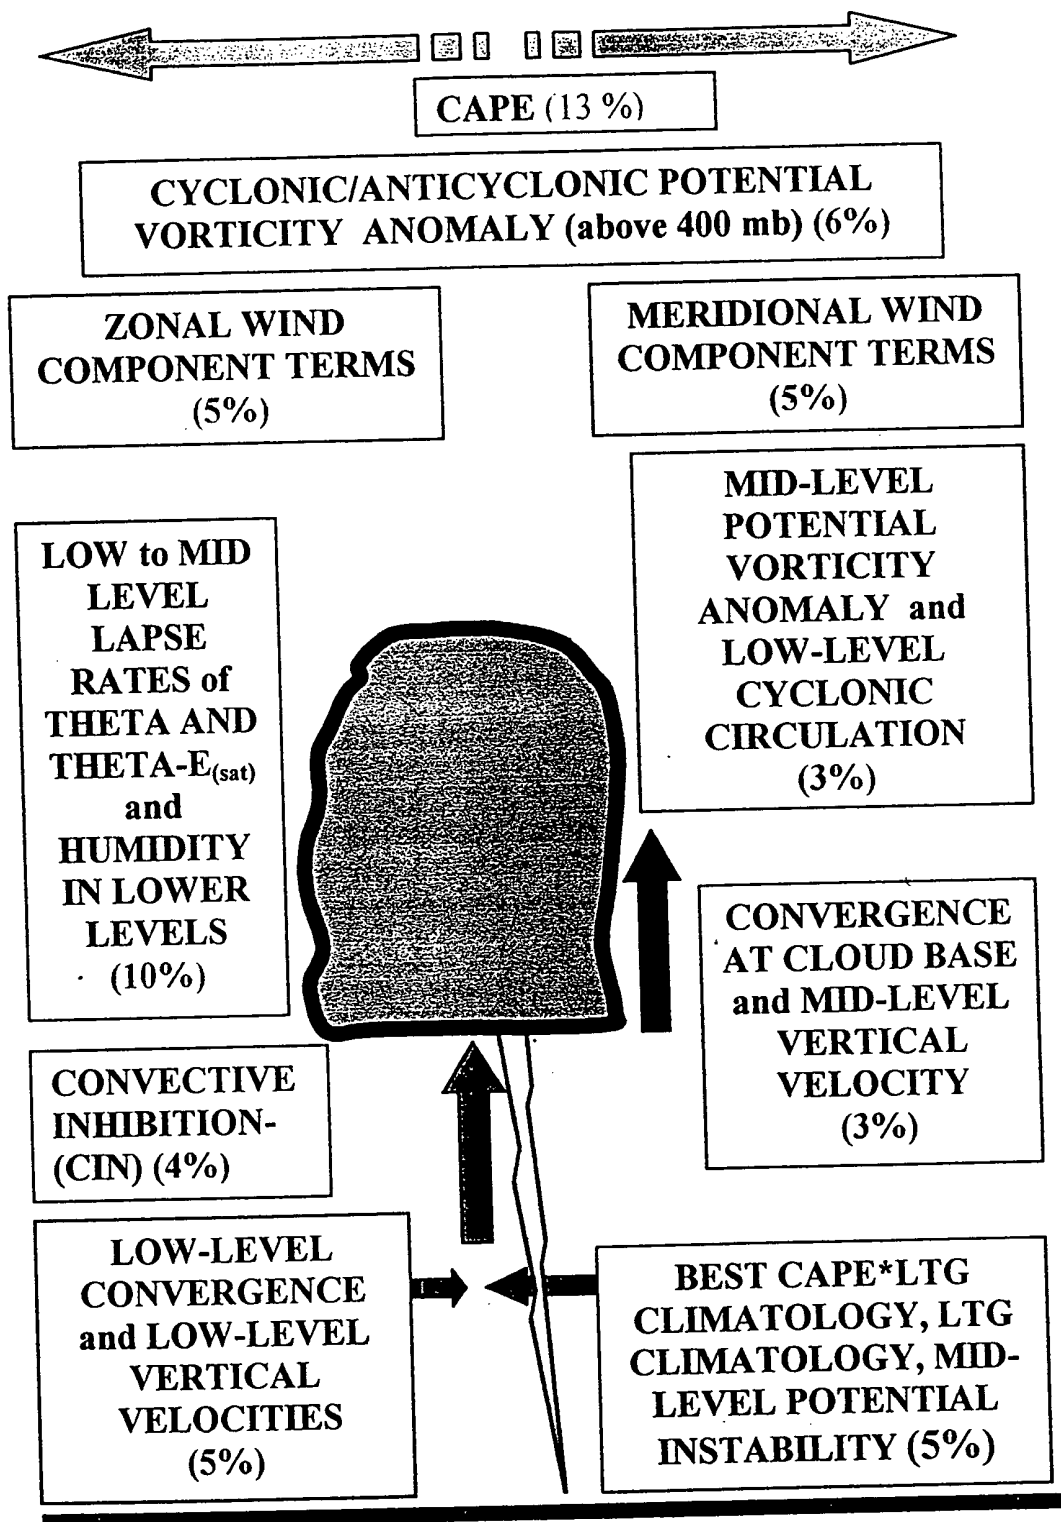 CAPE (13 %)
CYCLONIC/ANTICYCLONIC POTENTIAL
VORTICITY ANOMALY (above 400 mb) (6%)
ZONAL WIND
COMPONENT TERMS
(5%)
MERIDIONAL WIND
COMPONENT TERMS
(5%)
LOW to MID
LEVEL
LAPSE
RATES of
THETA AND
THETA-E(sat)
and
HUMIDITY
IN LOWER
LEVELS
(10%)
MID-LEVEL
POTENTIAL
VORTICITY
ANOMALY and
LOW-LEVEL
CYCLONIC
CIRCULATION
(3%)
CONVERGENCE
AT CLOUD BASE
and MID-LEVEL
VERTICAL
VELOCITY
(3%)
CONVECTIVE
INHIBITION-
(CIN) (4%)
LOW-LEVEL
CONVERGENCE
and LOW-LEVEL
VERTICAL
VELOCITIES
(5%)
BEST CAPE*LTG
CLIMATOLOGY, LTG
CLIMATOLOGY, MID-
LEVEL POTENTIAL
INSTABILITY (5%)